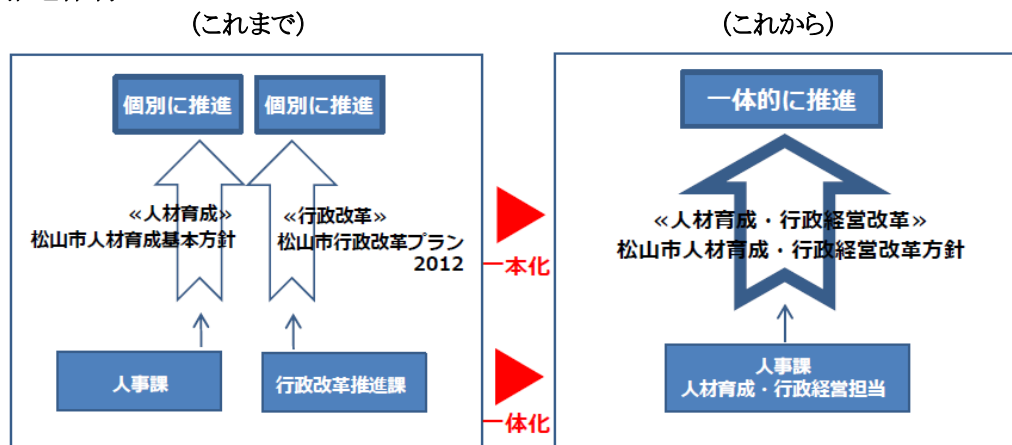 (これまで)
個別に推進
個別に推進
≪人材育成≫
松山市人材育成基本方針
≪行政改革≫
松山市行政改革プラン
2012
人事課
行政改革推進課
一本化
一体化
(これから)
一体的に推進
≪人材育成・行政経営改革≫
松山市人材育成・行政経営改革方針
人事課
人材育成・行政経営担当